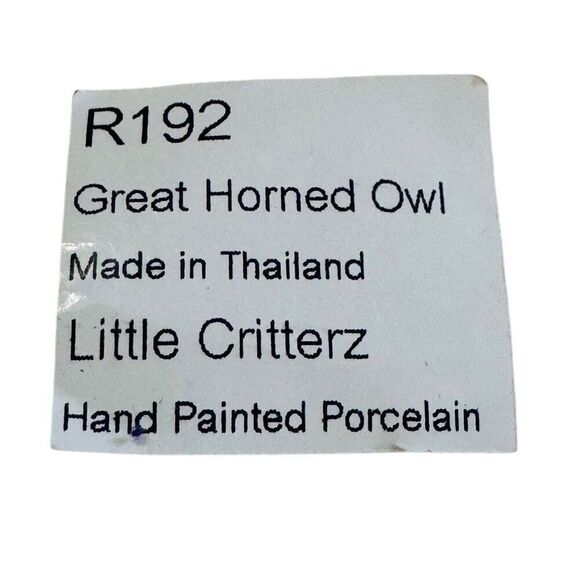 R192
Great Horned Owl
Made in Thailand
Little Critterz
Hand Painted Porcelain